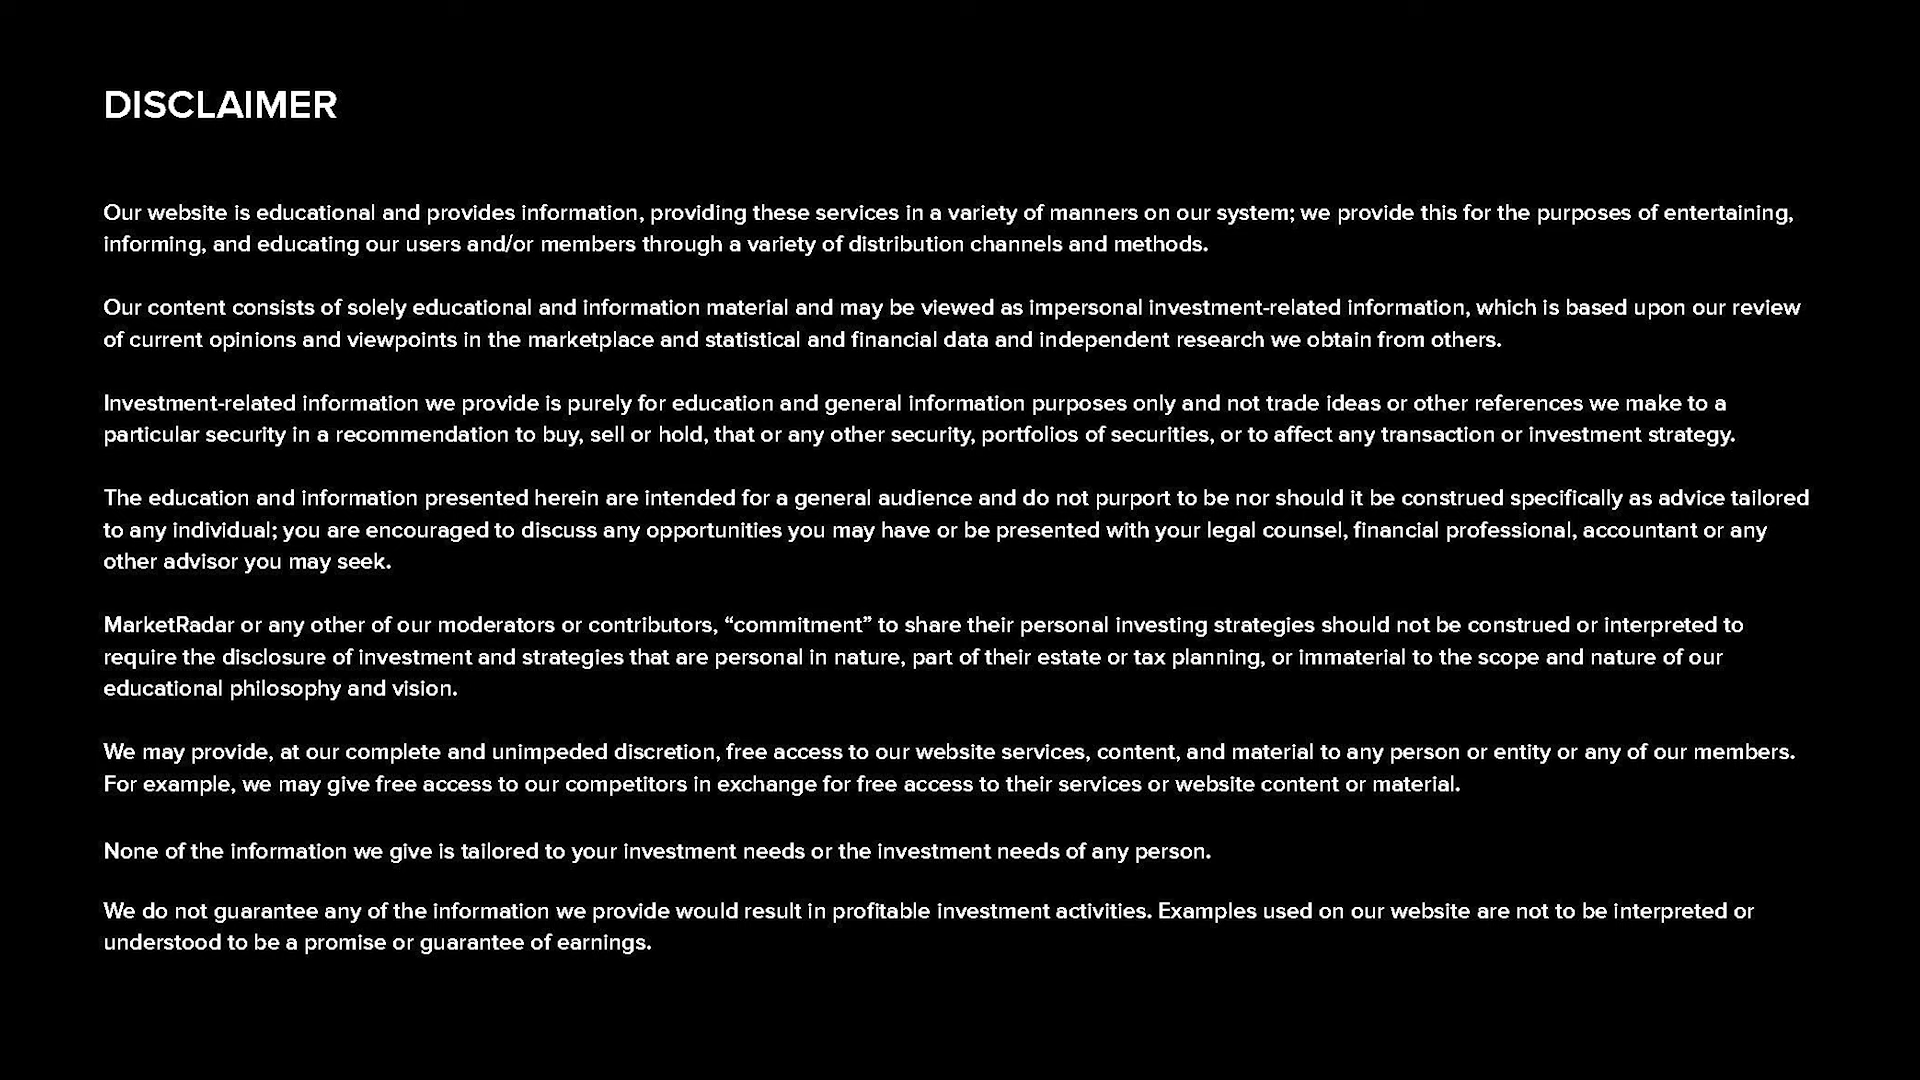 DISCLAIMER
Our website is educational and provides information, providing these services in a variety of manners on our system; we provide this for the purposes of entertaining,
informing, and educating our users and/or members through a variety of distribution channels and methods.
Our content consists of solely educational and information material and may be viewed as impersonal investment-related information, which is based upon our review
of current opinions and viewpoints in the marketplace and statistical and financial data and independent research we obtain from others.
Investment-related information we provide is purely for education and general information purposes only and not trade ideas or other references we make to a
particular security in a recommendation to buy, sell or hold, that or any other security, portfolios of securities, or to affect any transaction or investment strategy.
The education and information presented herein are intended for a general audience and do not purport to be nor should it be construed specifically as advice tailored
to any individual; you are encouraged to discuss any opportunities you may have or be presented with your legal counsel, financial professional, accountant or any
other advisor you may seek.
MarketRadar or any other of our moderators or contributors, “commitment” to share their personal investing strategies should not be construed or interpreted to
require the disclosure of investment and strategies that are personal in nature, part of their estate or tax planning, or immaterial to the scope and nature of our
educational philosophy and vision.
We may provide, at our complete and unimpeded discretion, free access to our website services, content, and material to any person or entity or any of our members.
For example, we may give free access to our competitors in exchange for free access to their services or website content or material.
None of the information we give is tailored to your investment needs or the investment needs of any person.
We do not guarantee any of the information we provide would result in profitable investment activities. Examples used on our website are not to be interpreted or
understood to be a promise or guarantee of earnings.